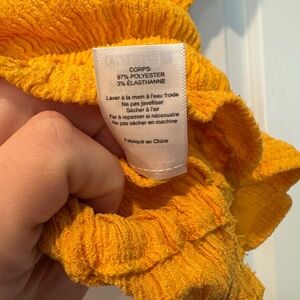 CORPS:
97% POLYESTER
3% ÉLASTHANNE
Laver à la main à l'eau froide
Ne pas javelliser
Sécher à l'air
Fer à repasser si nécessaire
Ne pas sécher en machine
Fabriqué en Chine